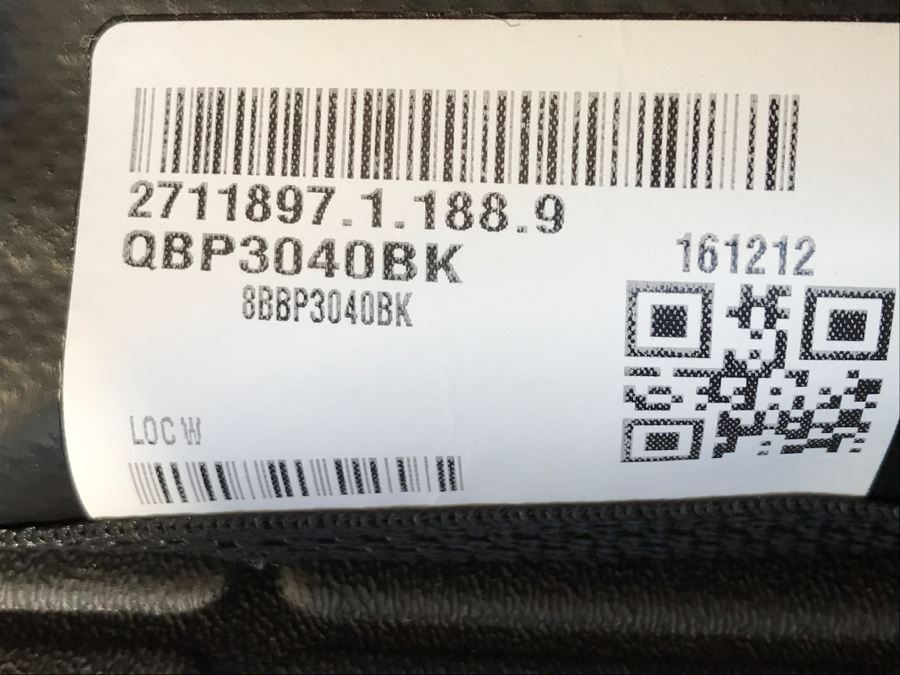 2711897.1.188.9
QBP3040BK
161212
8BBP3040BK
LOC W